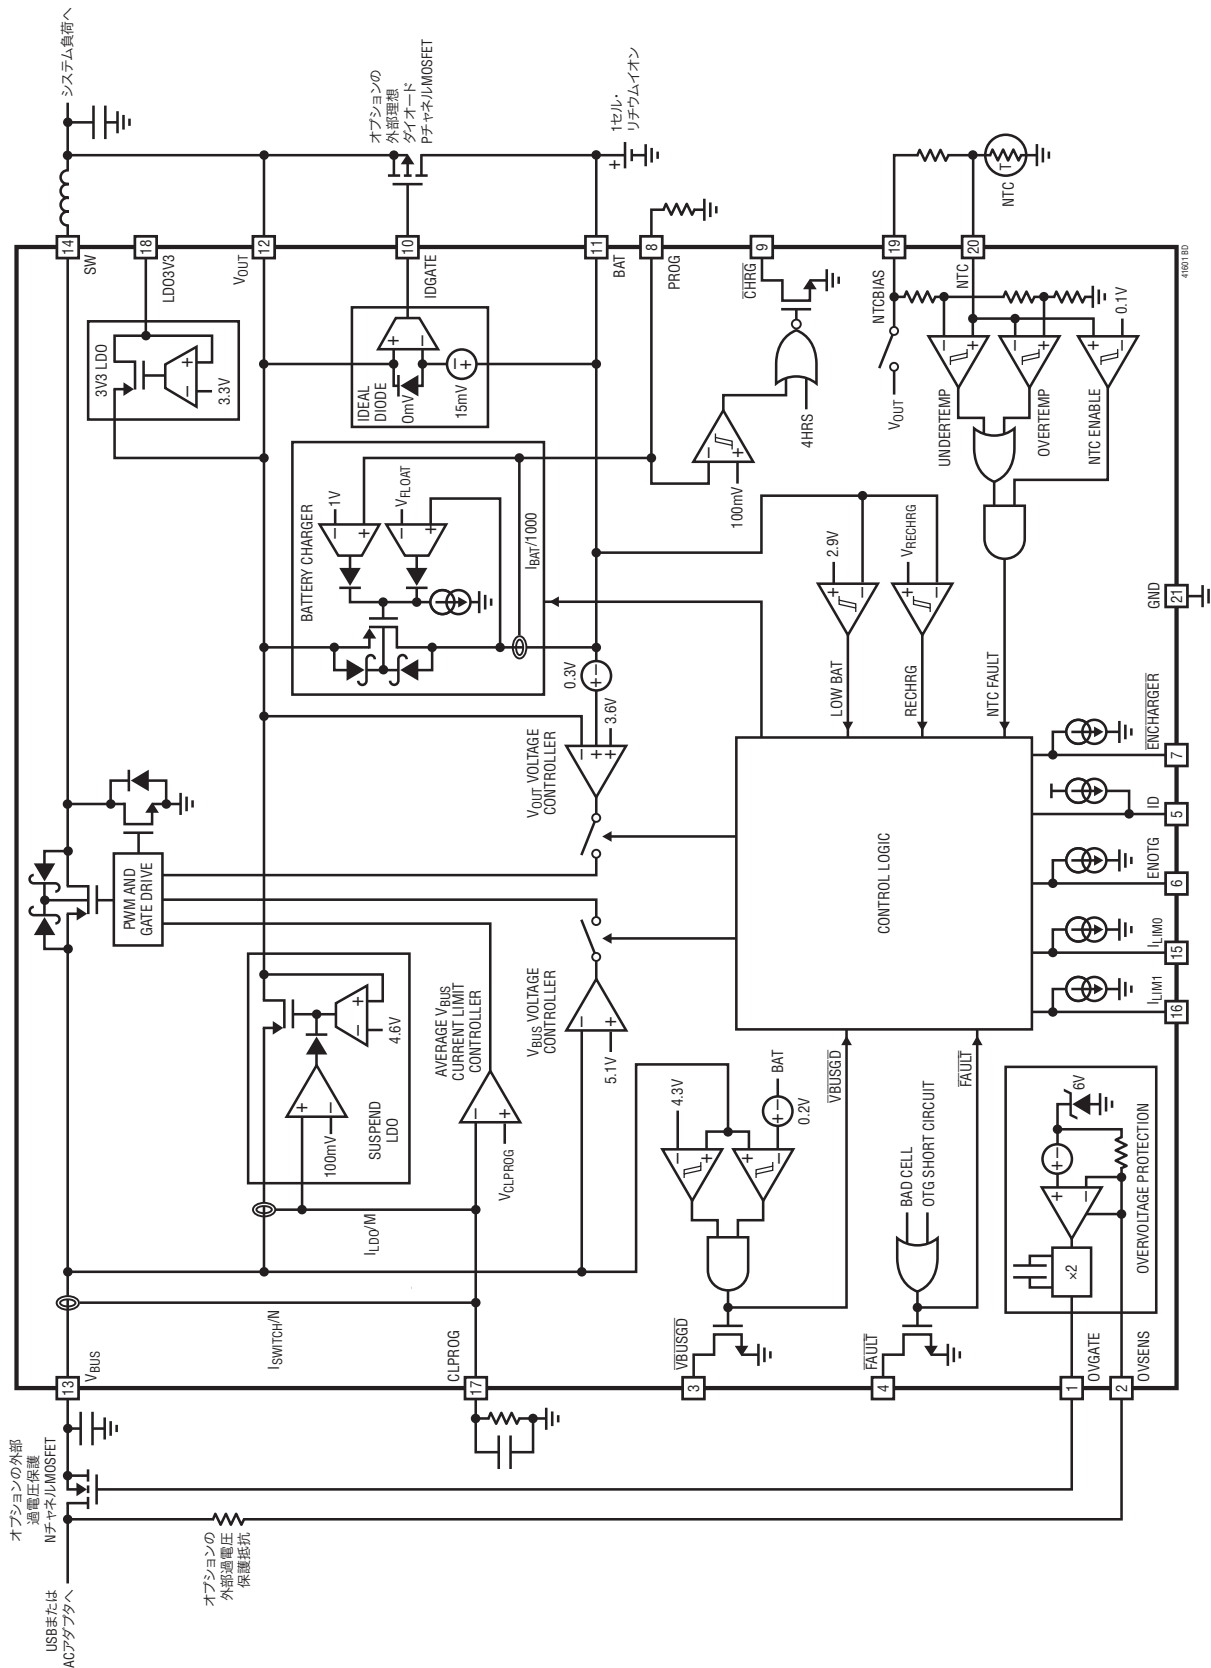 USBまたは
ACアダプタへ
オプションの外部
過電圧保護
NチャネルMOSFET
オプションの
外部過電圧
保護抵抗
13
VBUS
ISWITCH/N
ILDO/M
PWM AND
GATE DRIVE
SW
14
システム負荷へ
3V3 LDO
3.3V
LDO3V3
18
VOUT
12
SUSPEND
LDO
100mV
4.6V
BATTERY CHARGER
1V
VFLOAT
IBAT/1000
IDEAL
DIODE
0mV
15mV
IDGATE
10
オプションの
外部理想
ダイオード
PチャネルMOSFET
CLPROG
17
AVERAGE VBUS
CURRENT LIMIT
CONTROLLER
VCLPROG
VBUS VOLTAGE
CONTROLLER
5.1V
VOUT VOLTAGE
CONTROLLER
3.6V
0.3V
BAT
11
1セル・
リチウムイオン
PROG
8
100mV
4HRS
CHRG
9
VBUSGD
3
4.3V
BAT
0.2V
VBUSGD
FAULT
4
BAD CELL
OTG SHORT CIRCUIT
FAULT
CONTROL LOGIC
LOW BAT
2.9V
RECHRG
VRECHRG
NTC FAULT
VOUT
NTCBIAS
19
NTC
20
NTC
T
UNDERTEMP
OVERTEMP
NTC ENABLE
0.1V
OVGATE
1
OVSENS
2
×2
6V
OVERVOLTAGE PROTECTION
ILIM1
16
ILIM0
15
ENOTG
6
ID
5
ENCHARGER
7
GND
21
41601 BD